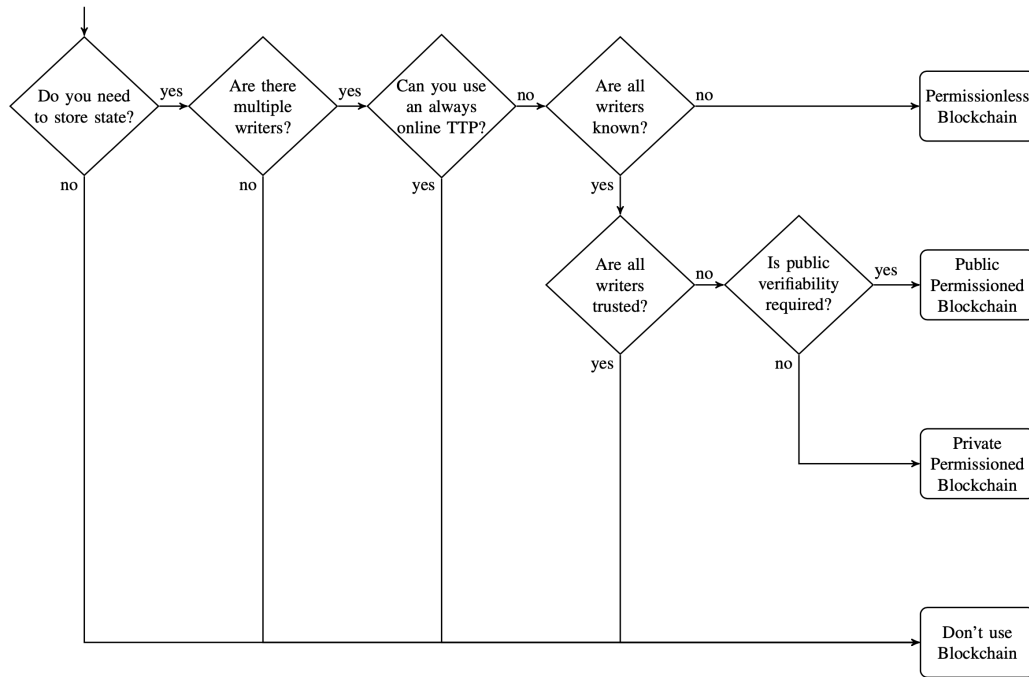 Do you need
to store state?
yes
no
Are there
multiple
writers?
yes
no
Can you use
an always
online TTP?
no
yes
Are all
writers
known?
no
yes
Permissionless
Blockchain
Are all
writers
trusted?
no
yes
Is public
verifiability
required?
yes
no
Public
Permissioned
Blockchain
Private
Permissioned
Blockchain
Don't use
Blockchain